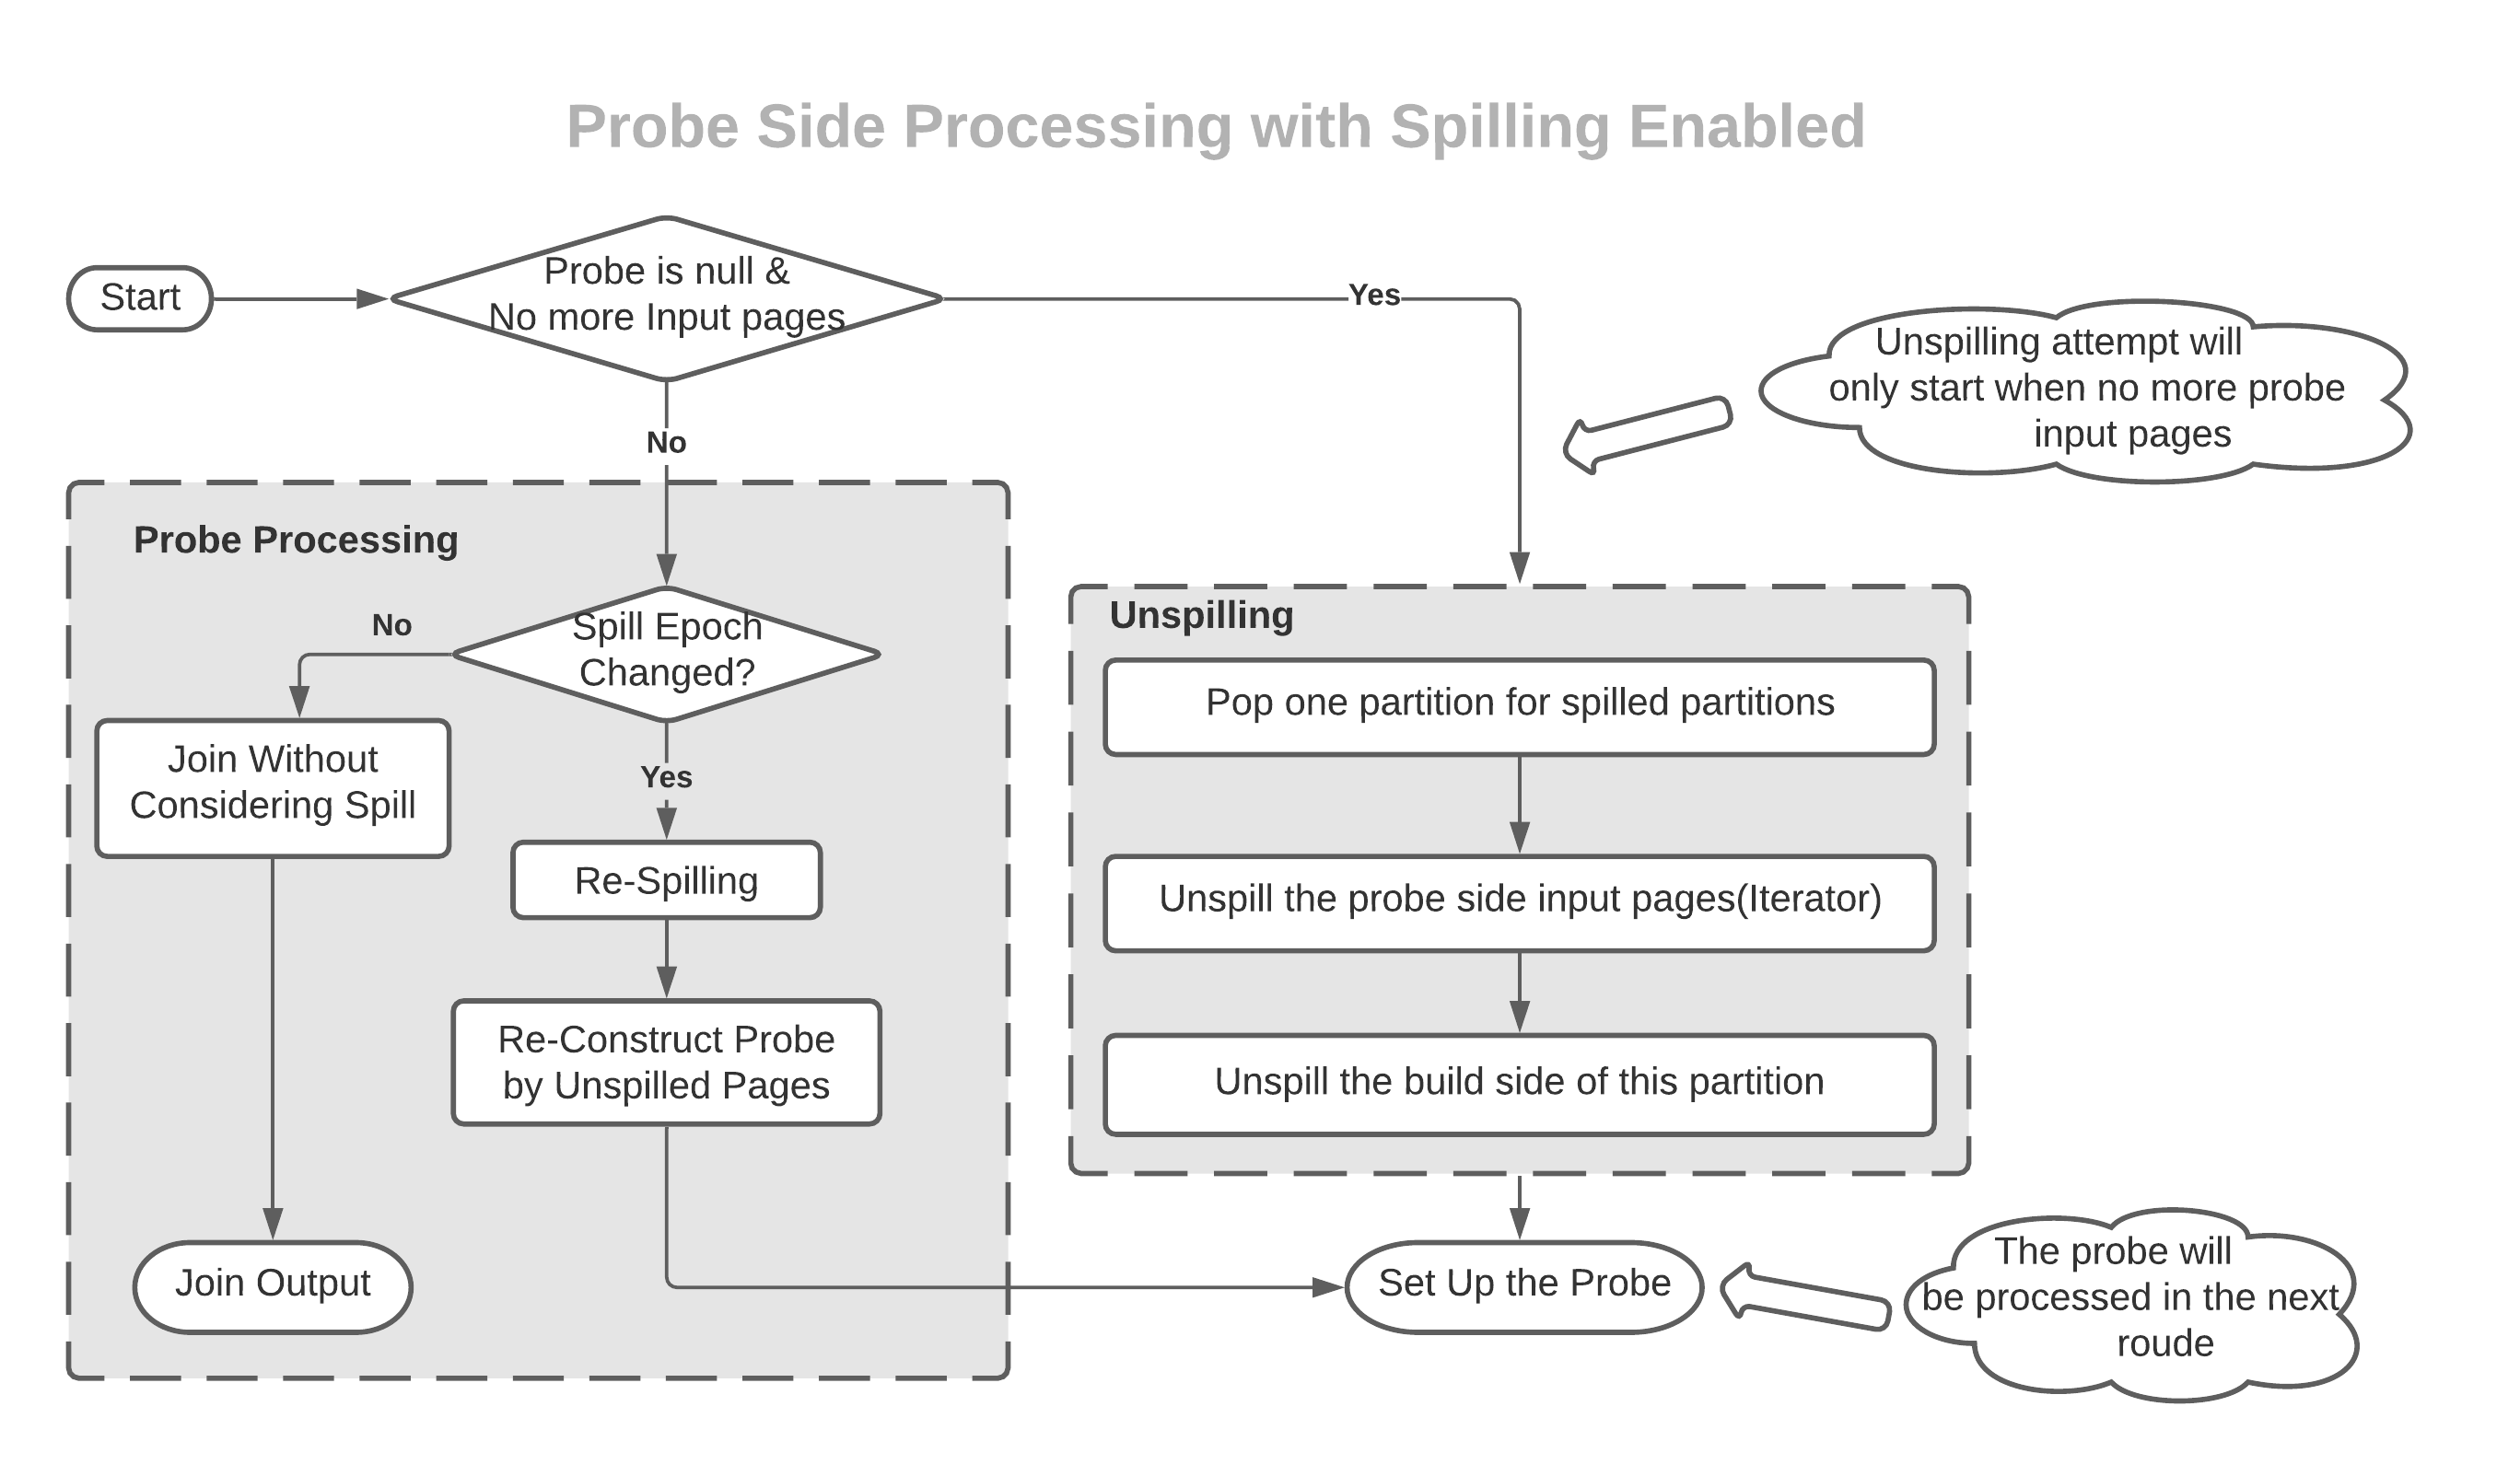 Probe Side Processing with Spilling Enabled
Start
Probe is null &
No more Input pages
Yes
Unspilling attempt will
only start when no more probe
input pages
No
Probe Processing
Spill Epoch
Changed?
No
Join Without
Considering Spill
Yes
Re-Spilling
Re-Construct Probe
by Unspilled Pages
Join Output
Unspilling
Pop one partition for spilled partitions
Unspill the probe side input pages(Iterator)
Unspill the build side of this partition
Set Up the Probe
The probe will
be processed in the next
roude